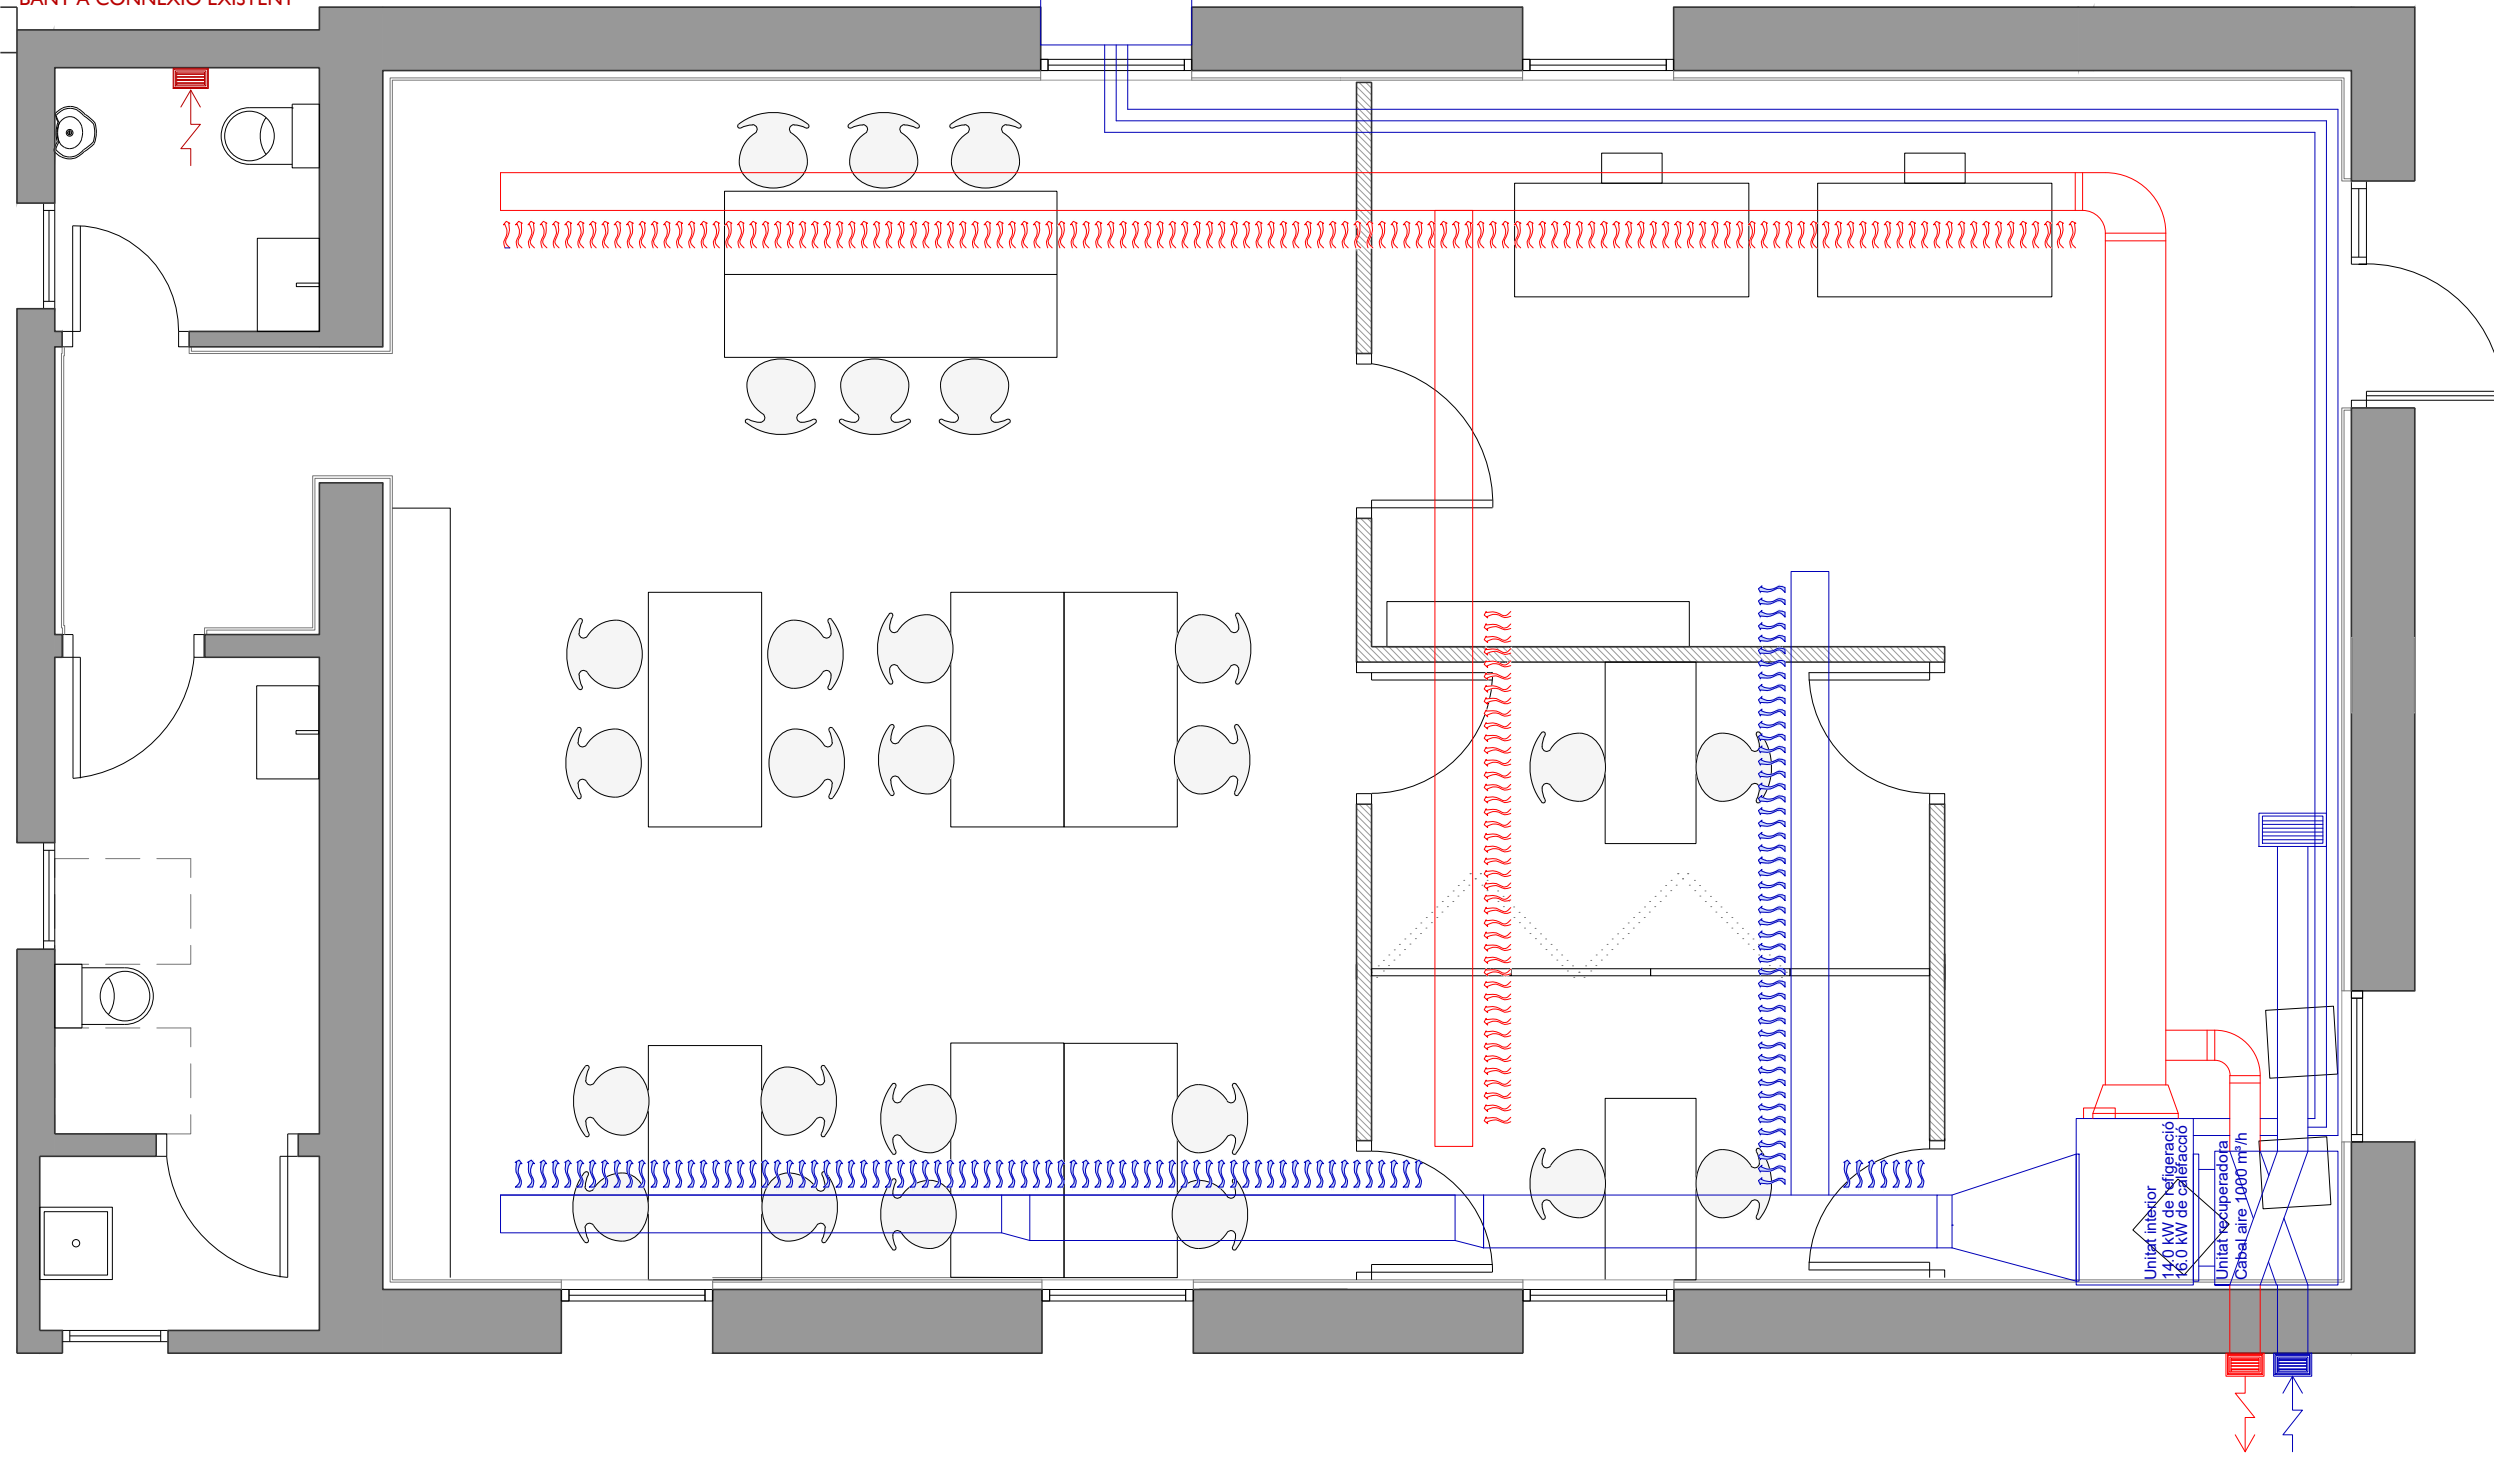 BANY A CONNEXIÓ EXISTENT
Unitat interior
14.0 kW de refrigeració
16.0 kW de calefacció
Unitat recuperadora
Cabal aire 1000 m³/h